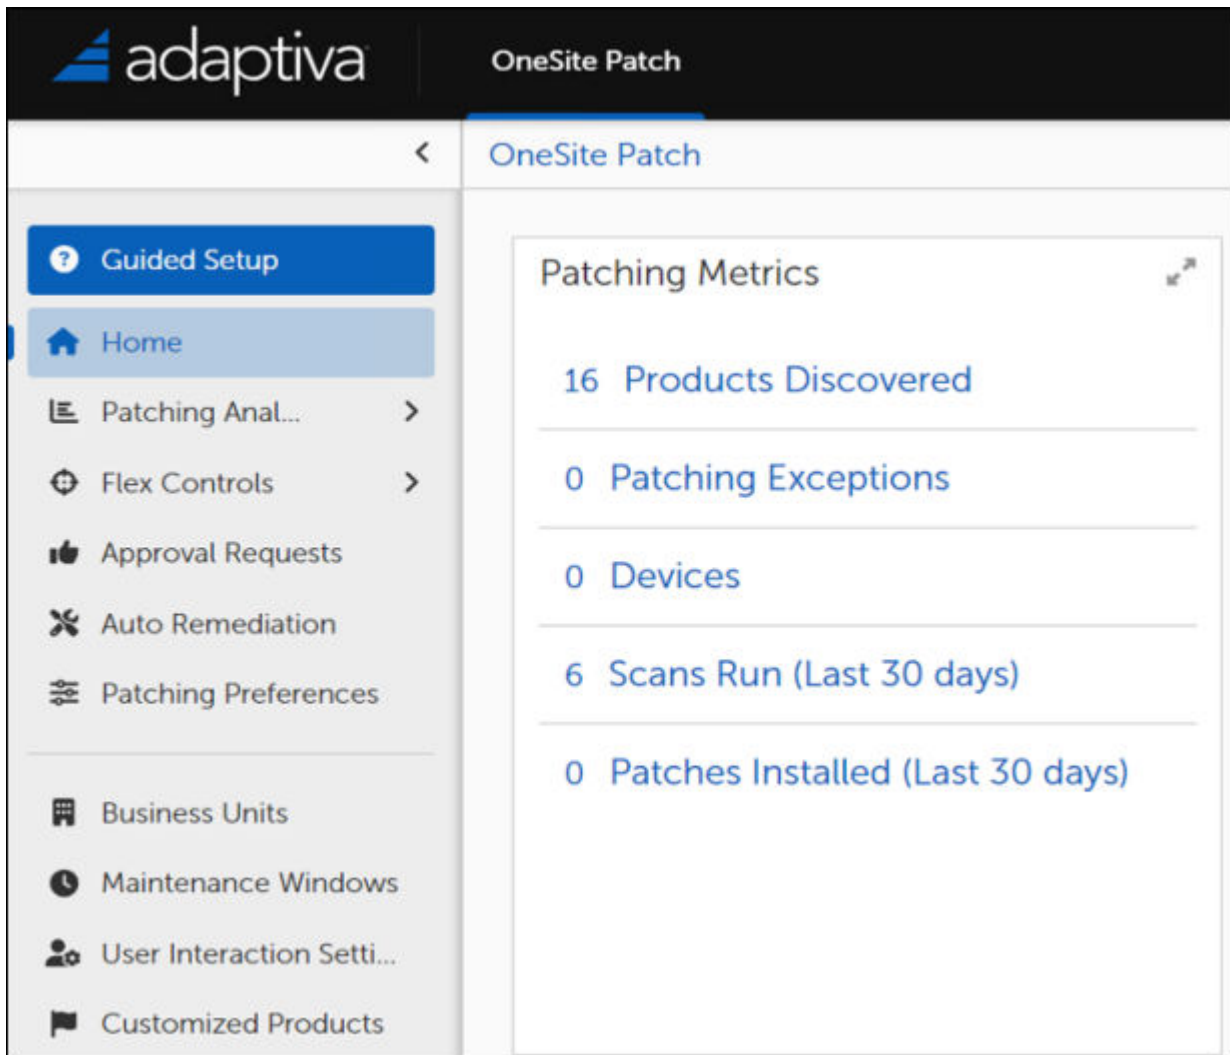 adaptiva
OneSite Patch
OneSite Patch
Guided Setup
Home
Patching Anal...
Flex Controls
Approval Requests
Auto Remediation
Patching Preferences
Business Units
Maintenance Windows
User Interaction Setti...
Customized Products
Patching Metrics
16 Products Discovered
0 Patching Exceptions
0 Devices
6 Scans Run (Last 30 days)
0 Patches Installed (Last 30 days)